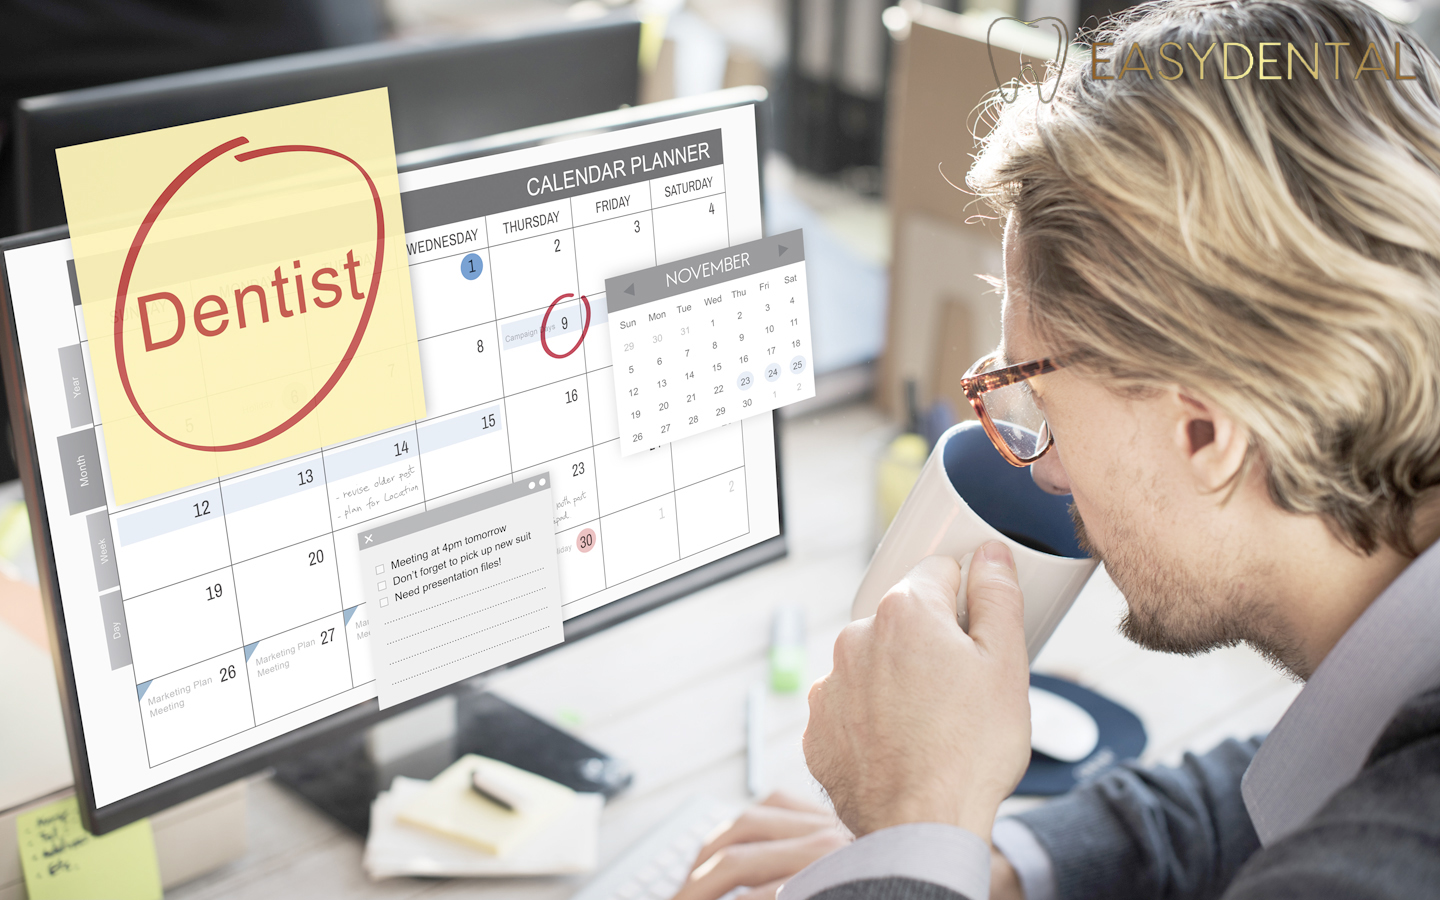 EASYDENTAL
Dentist
CALENDAR PLANNER
WEDNESDAY THURSDAY FRIDAY SATURDAY
1 2 3 4
Year
Month
Week
Day
5 7 8 9
Campaign
12 13 14 15 16
- revise older post
- plan for Location
19 20 23
26 27 30 1 2
Marketing Plan
Meeting
Marketing Plan
Meeting
NOVEMBER
Sun Mon Tue Wed Thu Fri Sat
29 30 31 1 2 3 4
5 6 7 8 9 10 11
12 13 14 15 16 17 18
19 20 21 22 23 24 25
26 27 28 29 30 1 2
Meeting at 4pm tomorrow
Don't forget to pick up new suit
Need presentation files!